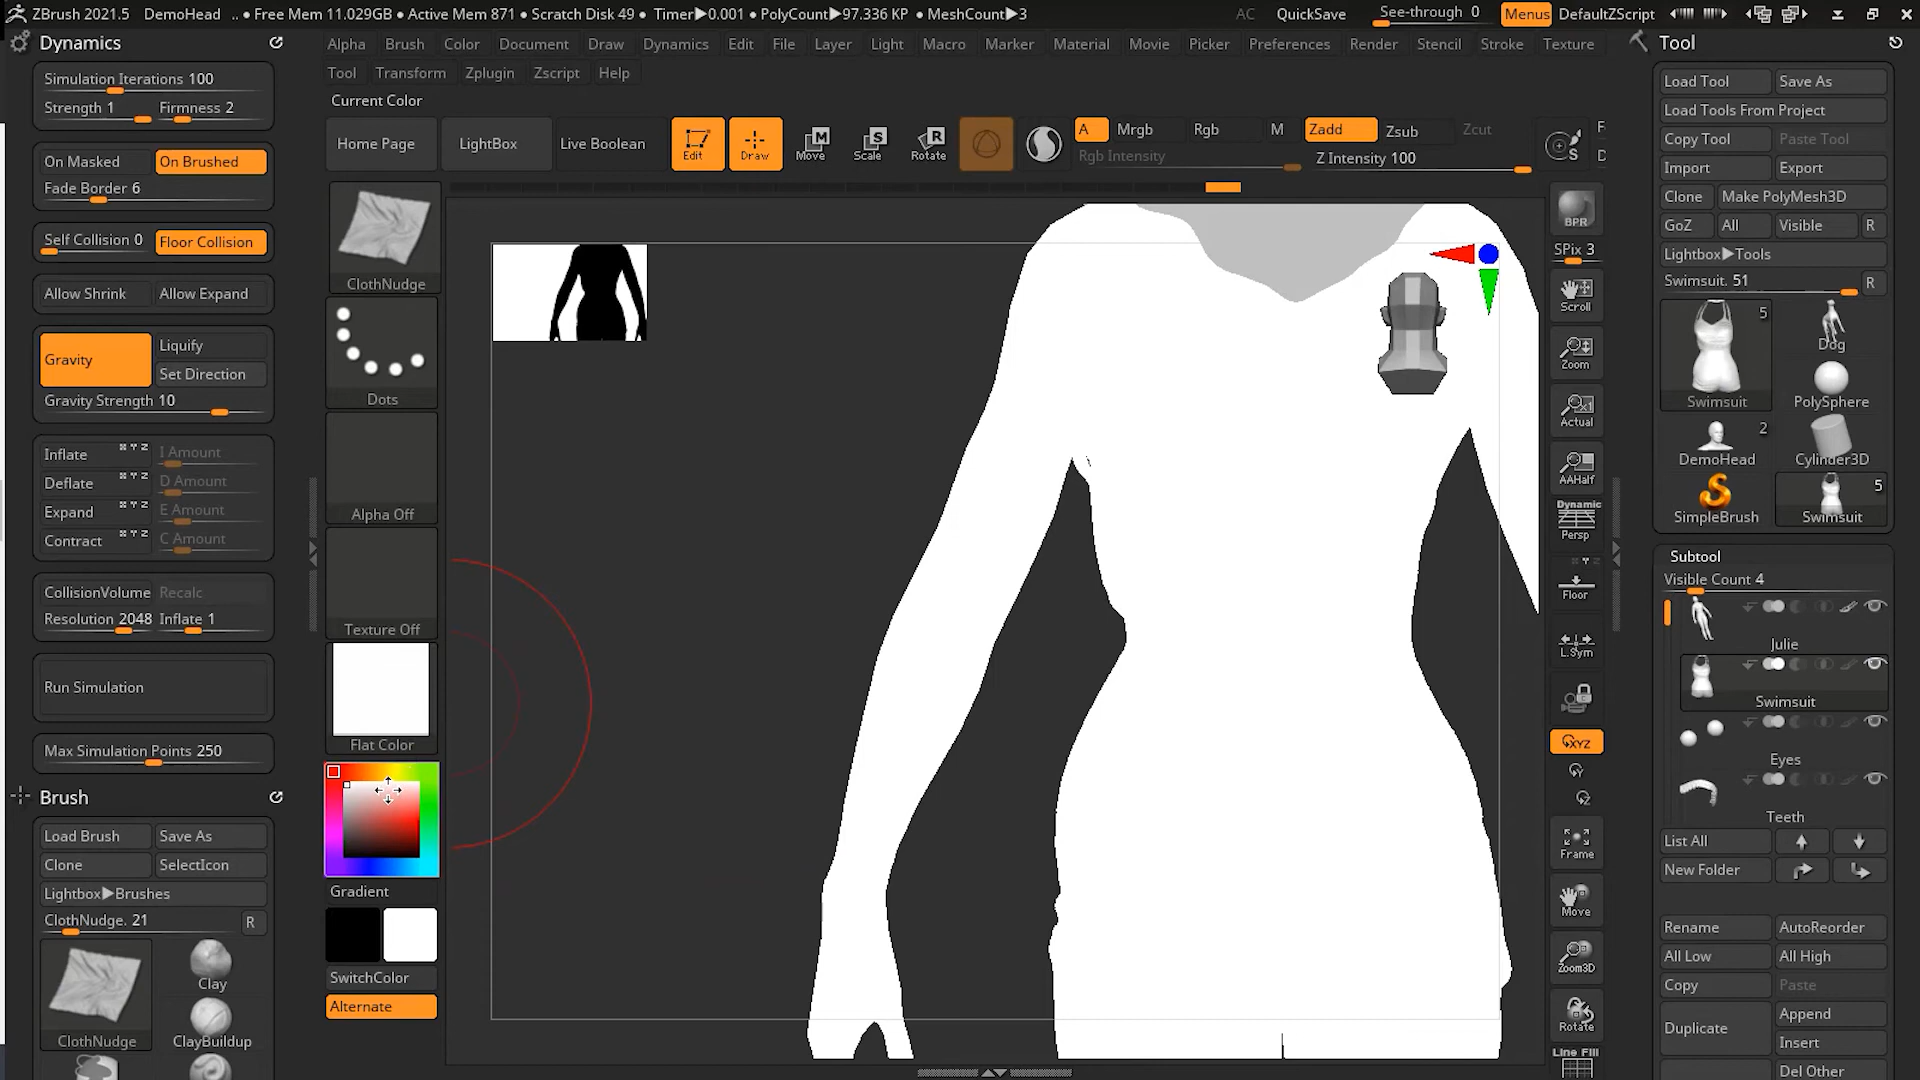 ZBrush 2021.5 DemoHead .. ● Free Mem 11.029GB ● Active Mem 871 ● Scratch Disk 49 ● Timer▶0.001 ● PolyCount▶97.336 KP ● MeshCount▶3 AC QuickSave See-through 0 Menus DefaultZScript
Dynamics
Simulation Iterations 100
Strength 1 Firmness 2
On Masked On Brushed
Fade Border 6
Self Collision 0 Floor Collision
Allow Shrink Allow Expand
Gravity
Liquify
Set Direction
Gravity Strength 10
Inflate X Y Z I Amount
Deflate X Y Z D Amount
Expand X Y Z E Amount
Contract X Y Z C Amount
CollisionVolume Recalc
Resolution 2048 Inflate 1
Run Simulation
Max Simulation Points 250
Brush
Load Brush Save As
Clone SelectIcon
Lightbox▶Brushes
ClothNudge. 21 R
Clay
ClothNudge ClayBuildup
Alpha Brush Color Document Draw Dynamics Edit File Layer Light Macro Marker Material Movie Picker Preferences Render Stencil Stroke Texture
Tool Transform Zplugin Zscript Help
Current Color
Home Page LightBox Live Boolean Edit Draw Move Scale Rotate
M S R
A Mrgb Rgb M Zadd Zsub Zcut
Rgb Intensity Z Intensity 100
S
ClothNudge
Dots
Alpha Off
Texture Off
Flat Color
Gradient
SwitchColor
Alternate
BPR
SPix 3
Scroll
Zoom
Actual
AAHalf
Dynamic
Persp
Floor
L.Sym
XYZ
Y
Z
Frame
Move
Zoom3D
Rotate
Line Fill
Tool
Load Tool Save As
Load Tools From Project
Copy Tool Paste Tool
Import Export
Clone Make PolyMesh3D
GoZ All Visible R
Lightbox▶Tools
Swimsuit. 51 R
5
Dog
Swimsuit PolySphere
2
DemoHead Cylinder3D
5
SimpleBrush Swimsuit
Subtool
Visible Count 4
Julie
Swimsuit
Eyes
Teeth
List All
New Folder
Rename AutoReorder
All Low All High
Copy Paste
Duplicate Append
Insert
Del Other